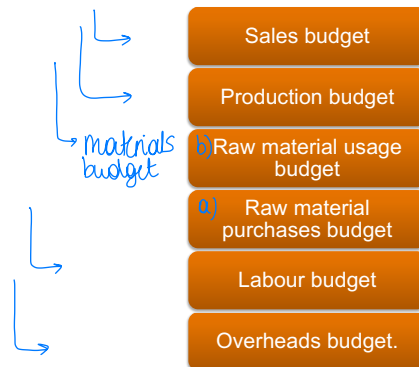 Sales budget
Production budget
materials
budget
b) Raw material usage
budget
a) Raw material
purchases budget
Labour budget
Overheads budget.